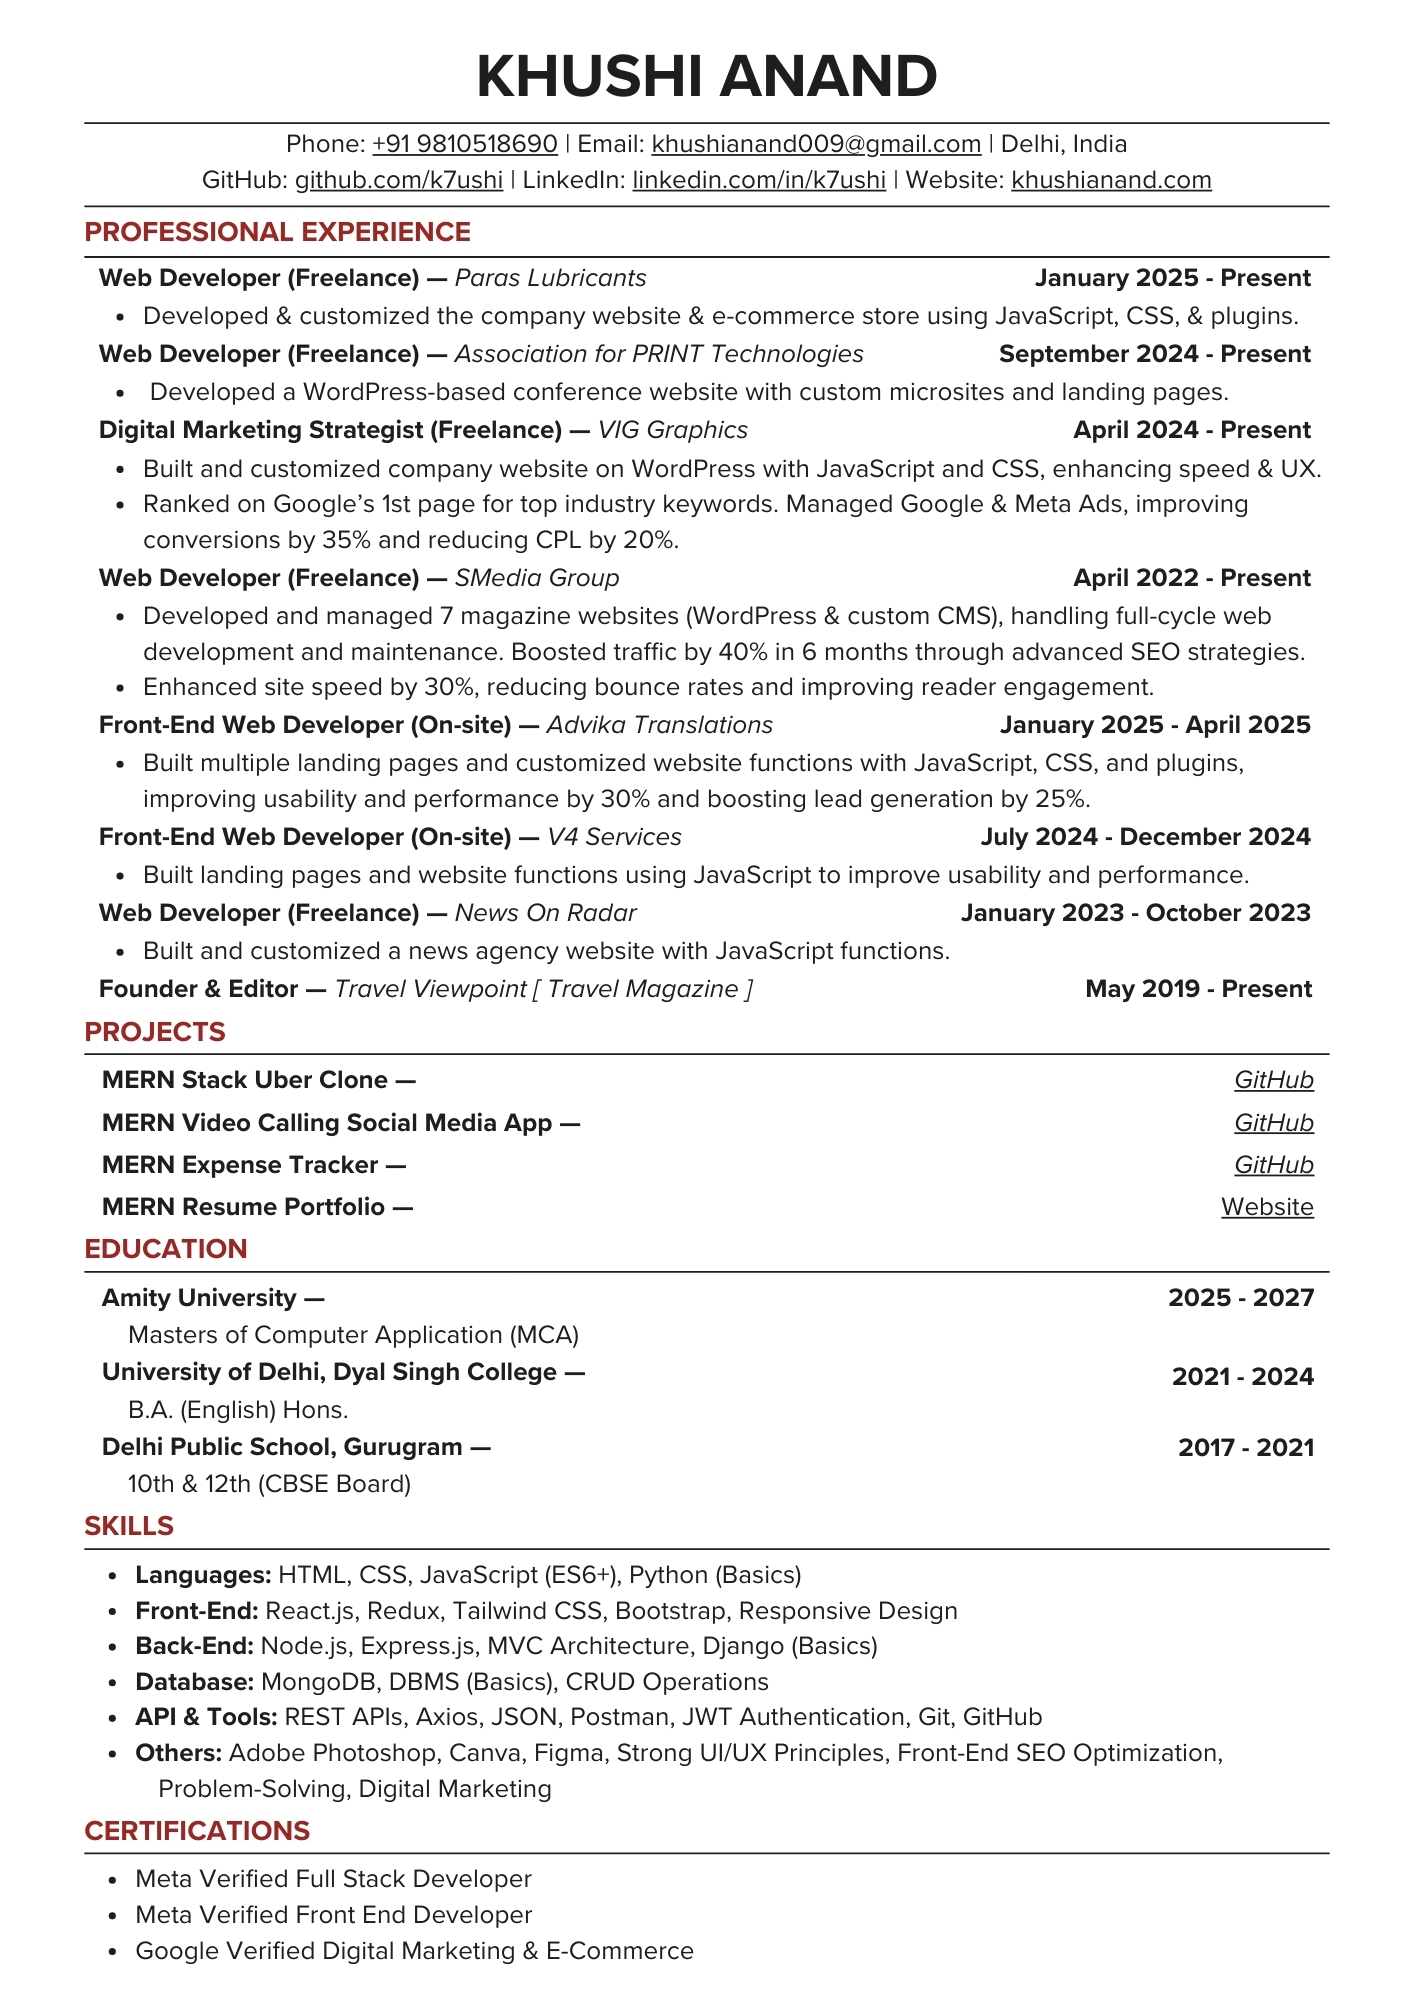 KHUSHI ANAND
Phone: +91 9810518690 | Email: khushianand009@gmail.com | Delhi, India
GitHub: github.com/k7ushi | LinkedIn: linkedin.com/in/k7ushi | Website: khushianand.com
PROFESSIONAL EXPERIENCE
Web Developer (Freelance) — Paras Lubricants January 2025 - Present
• Developed & customized the company website & e-commerce store using JavaScript, CSS, & plugins.
Web Developer (Freelance) — Association for PRINT Technologies September 2024 - Present
• Developed a WordPress-based conference website with custom microsites and landing pages.
Digital Marketing Strategist (Freelance) — VIG Graphics April 2024 - Present
• Built and customized company website on WordPress with JavaScript and CSS, enhancing speed & UX.
• Ranked on Google’s 1st page for top industry keywords. Managed Google & Meta Ads, improving
conversions by 35% and reducing CPL by 20%.
Web Developer (Freelance) — SMedia Group April 2022 - Present
• Developed and managed 7 magazine websites (WordPress & custom CMS), handling full-cycle web
development and maintenance. Boosted traffic by 40% in 6 months through advanced SEO strategies.
• Enhanced site speed by 30%, reducing bounce rates and improving reader engagement.
Front-End Web Developer (On-site) — Advika Translations January 2025 - April 2025
• Built multiple landing pages and customized website functions with JavaScript, CSS, and plugins,
improving usability and performance by 30% and boosting lead generation by 25%.
Front-End Web Developer (On-site) — V4 Services July 2024 - December 2024
• Built landing pages and website functions using JavaScript to improve usability and performance.
Web Developer (Freelance) — News On Radar January 2023 - October 2023
• Built and customized a news agency website with JavaScript functions.
Founder & Editor — Travel Viewpoint [ Travel Magazine ] May 2019 - Present
PROJECTS
MERN Stack Uber Clone — GitHub
MERN Video Calling Social Media App — GitHub
MERN Expense Tracker — GitHub
MERN Resume Portfolio — Website
EDUCATION
Amity University — 2025 - 2027
Masters of Computer Application (MCA)
University of Delhi, Dyal Singh College — 2021 - 2024
B.A. (English) Hons.
Delhi Public School, Gurugram — 2017 - 2021
10th & 12th (CBSE Board)
SKILLS
• Languages: HTML, CSS, JavaScript (ES6+), Python (Basics)
• Front-End: React.js, Redux, Tailwind CSS, Bootstrap, Responsive Design
• Back-End: Node.js, Express.js, MVC Architecture, Django (Basics)
• Database: MongoDB, DBMS (Basics), CRUD Operations
• API & Tools: REST APIs, Axios, JSON, Postman, JWT Authentication, Git, GitHub
• Others: Adobe Photoshop, Canva, Figma, Strong UI/UX Principles, Front-End SEO Optimization,
Problem-Solving, Digital Marketing
CERTIFICATIONS
• Meta Verified Full Stack Developer
• Meta Verified Front End Developer
• Google Verified Digital Marketing & E-Commerce